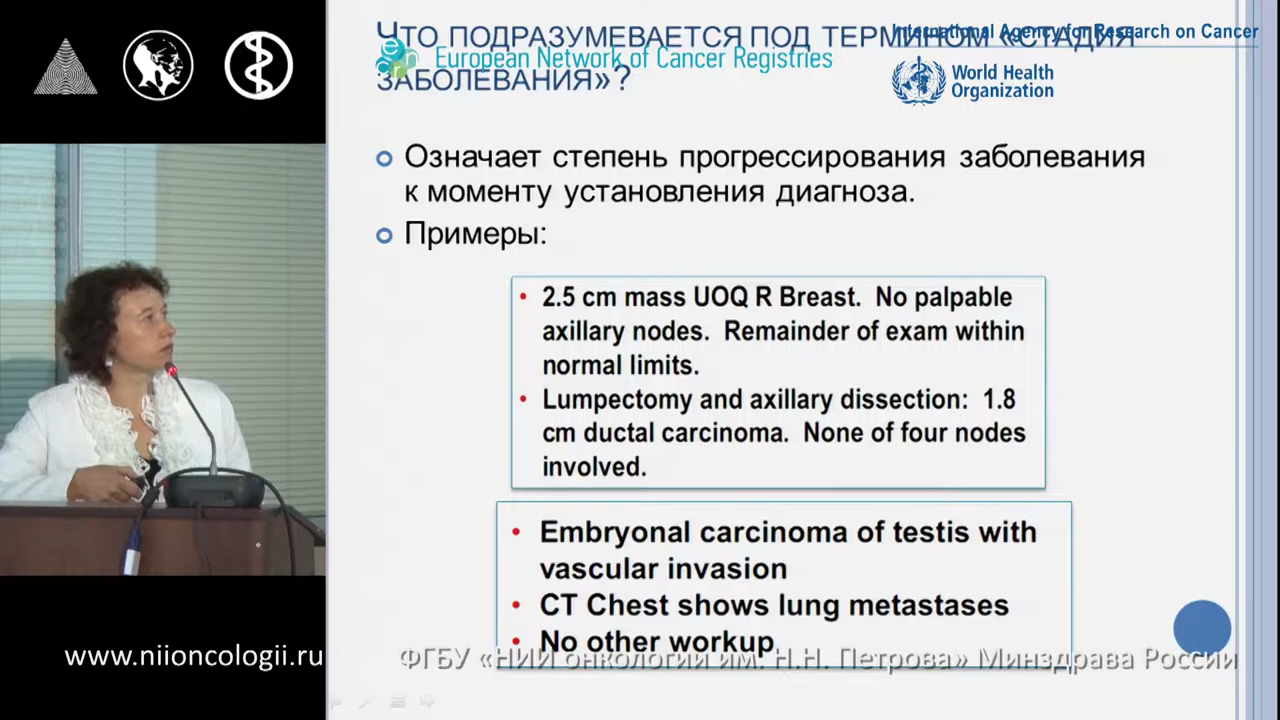 Что подразумевается под термином «стадия
заболевания»?
International Agency for Research on Cancer
European Network of Cancer Registries
ecrn
World Health
Organization
Означает степень прогрессирования заболевания
к моменту установления диагноза.
Примеры:
• 2.5 cm mass UOQ R Breast. No palpable
axillary nodes. Remainder of exam within
normal limits.
• Lumpectomy and axillary dissection: 1.8
cm ductal carcinoma. None of four nodes
involved.
• Embryonal carcinoma of testis with
vascular invasion
• CT Chest shows lung metastases
• No other workup
www.niioncologii.ru
ФГБУ «НИИ онкологии им. Н.Н. Петрова» Минздрава России